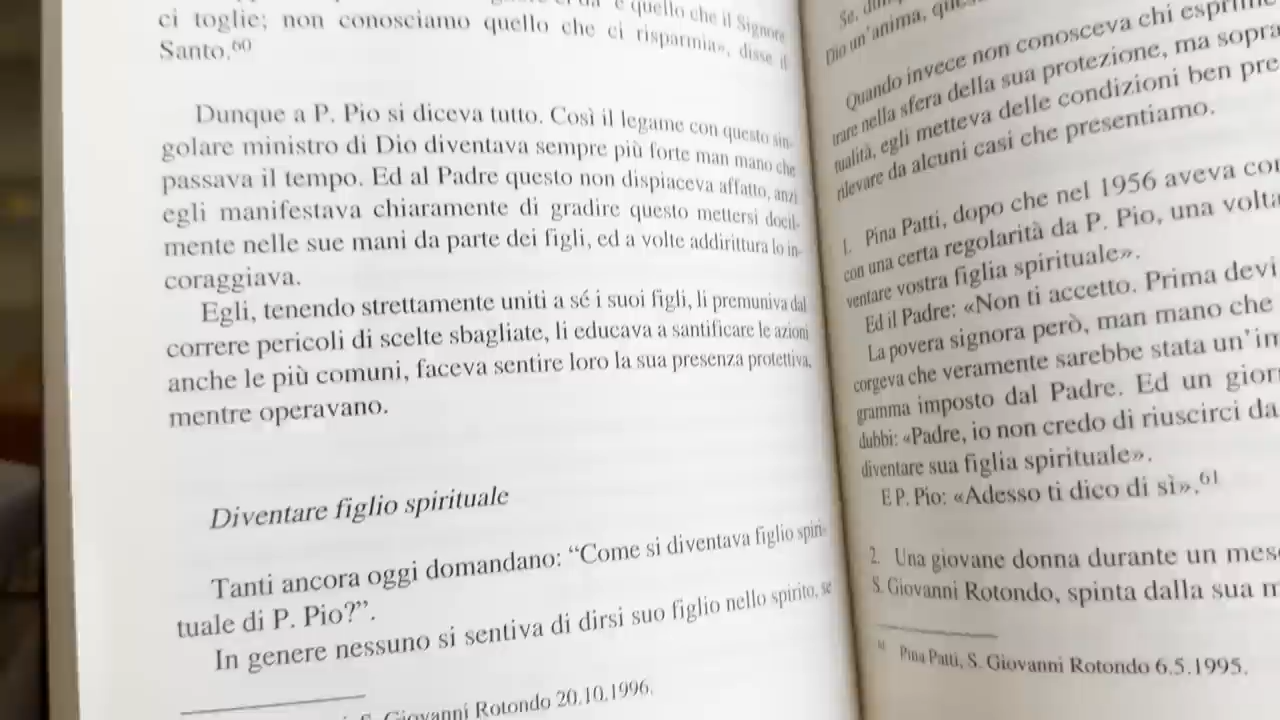 è quello che il Signore
ci toglie; non conosciamo quello che ci risparmia», disse il
Santo.60
Dunque a P. Pio si diceva tutto. Così il legame con questo sin-
golare ministro di Dio diventava sempre più forte man mano che
passava il tempo. Ed al Padre questo non dispiaceva affatto, anzi
egli manifestava chiaramente di gradire questo mettersi docil-
mente nelle sue mani da parte dei figli, ed a volte addirittura lo in-
coraggiava.
Egli, tenendo strettamente uniti a sé i suoi figli, li premuniva dal
correre pericoli di scelte sbagliate, li educava a santificare le azioni
anche le più comuni, faceva sentire loro la sua presenza protettiva,
mentre operavano.
Diventare figlio spirituale
Tanti ancora oggi domandano: “Come si diventava figlio spiri-
tuale di P. Pio?”.
In genere nessuno si sentiva di dirsi suo figlio nello spirito, se
S. Giovanni Rotondo 20.10.1996.
Se,
Dio un'anima,
Quando invece non conosceva chi
trare nella sfera della sua protezione, ma
tualità, egli metteva delle condizioni ben
rilevare da alcuni casi che presentiamo.
1. Pina Patti, dopo che nel 1956 aveva
con una certa regolarità da P. Pio, una volta
ventare vostra figlia spirituale».
Ed il Padre: «Non ti accetto. Prima devi
La povera signora però, man mano che
corgeva che veramente sarebbe stata un'
gramma imposto dal Padre. Ed un
dubbi: «Padre, io non credo di riuscirci da
diventare sua figlia spirituale».
E P. Pio: «Adesso ti dico di sì».61
2. Una giovane donna durante un
S. Giovanni Rotondo, spinta dalla sua
Pina Patti, S. Giovanni Rotondo 6.5.1995.